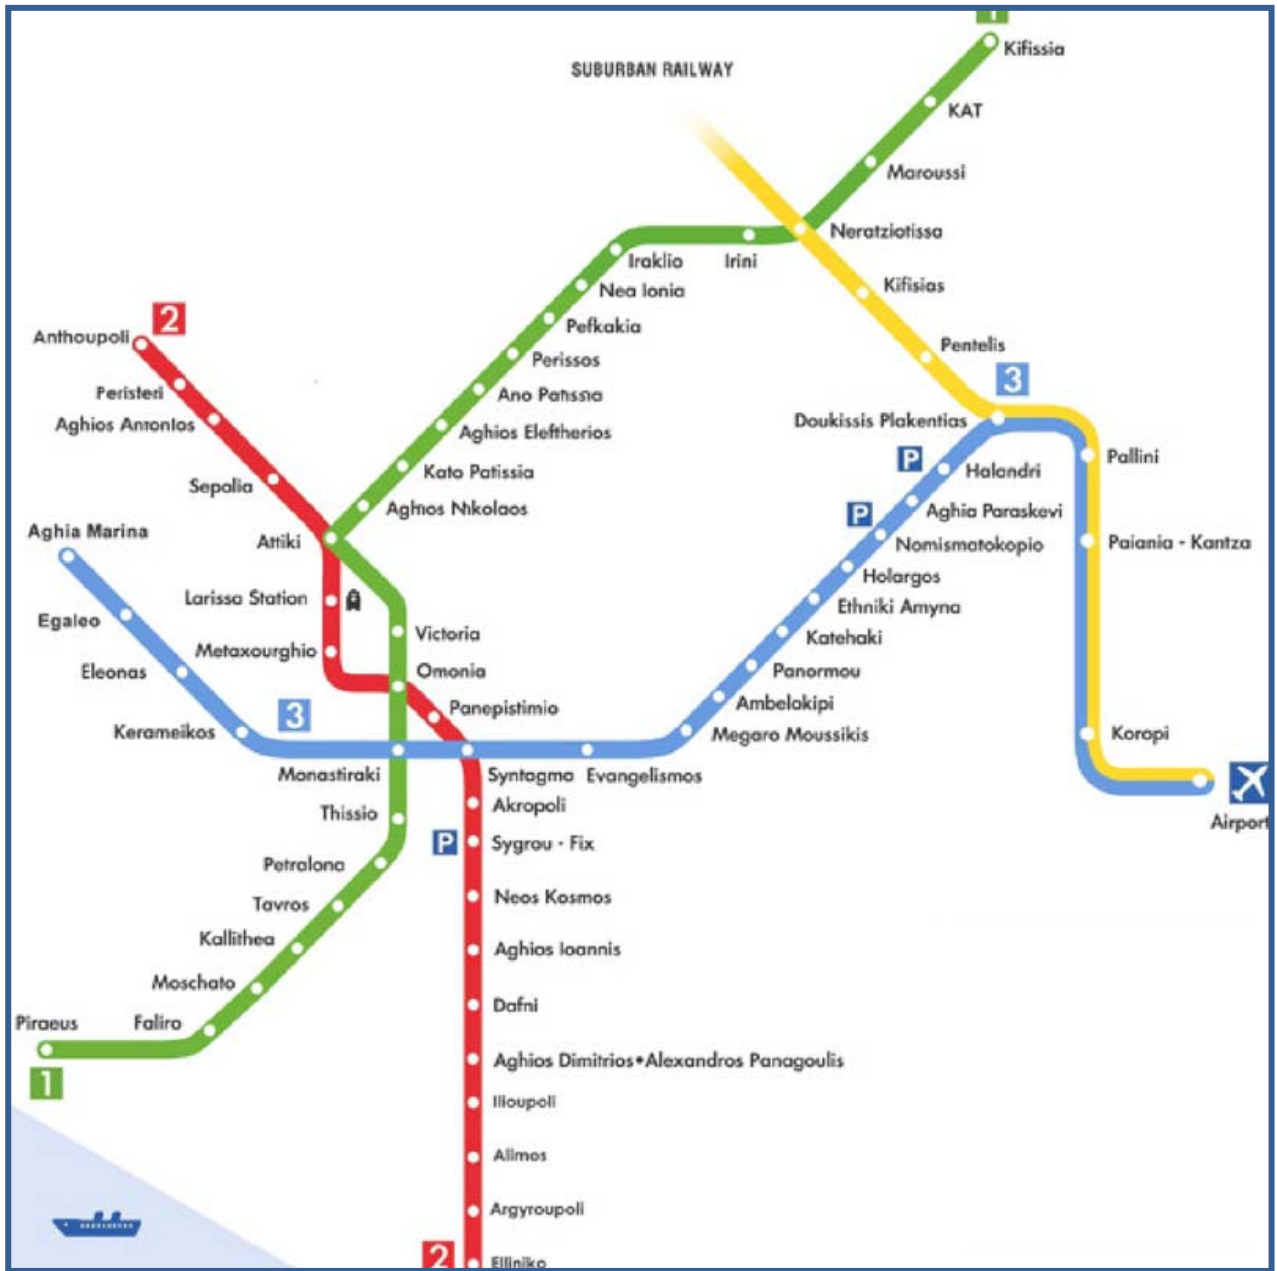 1
Kifissia
SUBURBAN RAILWAY
KAT
Maroussi
Neratziotissa
Iraklio
Irini
Kifisias
Nea Ionia
2
Pefkakia
Anthoupoli
Pentelis
Perissos
3
Peristeri
Ano Patissia
Aghios Antonios
Doukissis Plakentias
Aghios Eleftherios
Pallini
P
Halandri
Kato Patissia
Sepolia
Aghios Nikolaos
Aghia Paraskevi
P
Aghia Marina
Attiki
Nomismatokopio
Paiania - Kantza
Holargos
Larissa Station
Ethniki Amyna
Egaleo
Victoria
Katehaki
Metaxourghio
Omonia
Eleonas
Panormou
Panepistimio
Ambelokipi
3
Kerameikos
Megaro Moussikis
Koropi
Monastiraki
Syntagma
Evangelismos
Akropoli
Thissio
Airport
P
Sygrou - Fix
Petralona
Neos Kosmos
Tavros
Kallithea
Aghios Ioannis
Moschato
Dafni
Piraeus
Faliro
Aghios Dimitrios•Alexandros Panagoulis
1
Ilioupoli
Alimos
Argyroupoli
2
Elliniko